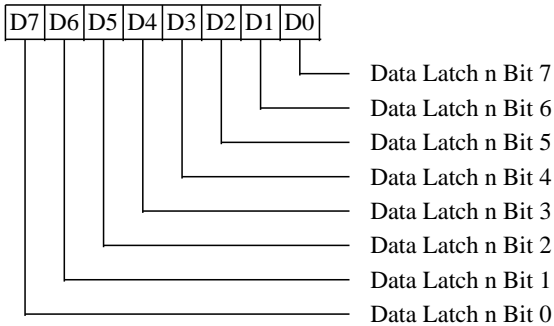 D7 D6 D5 D4 D3 D2 D1 D0
Data Latch n Bit 7
Data Latch n Bit 6
Data Latch n Bit 5
Data Latch n Bit 4
Data Latch n Bit 3
Data Latch n Bit 2
Data Latch n Bit 1
Data Latch n Bit 0